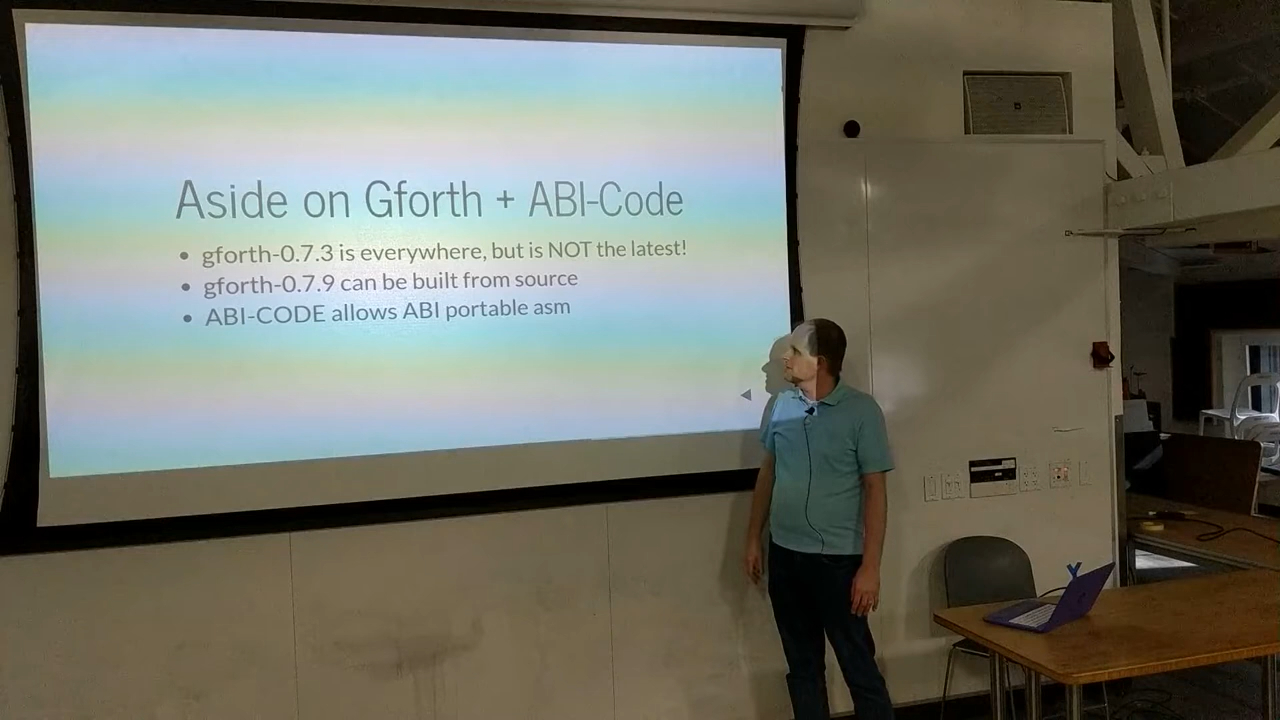 Aside on Gforth + ABI-Code
gforth-0.7.3 is everywhere, but is NOT the latest!
gforth-0.7.9 can be built from source
ABI-CODE allows ABI portable asm